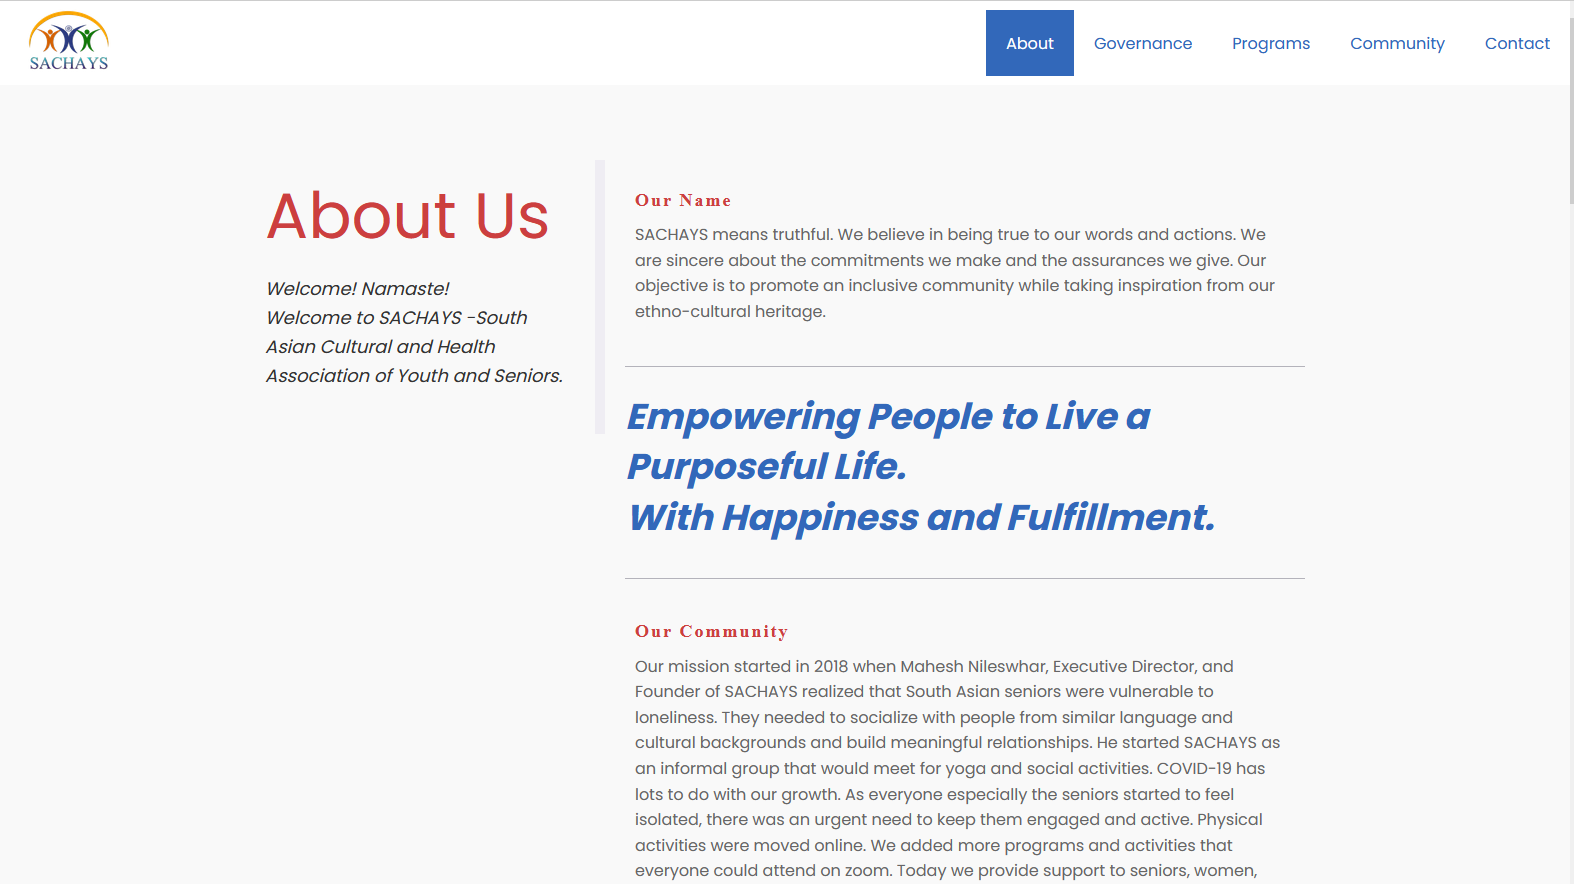 SACHAYS
About
Governance
Programs
Community
Contact
About Us
Welcome! Namaste!
Welcome to SACHAYS -South
Asian Cultural and Health
Association of Youth and Seniors.
Our Name
SACHAYS means truthful. We believe in being true to our words and actions. We
are sincere about the commitments we make and the assurances we give. Our
objective is to promote an inclusive community while taking inspiration from our
ethno-cultural heritage.
Empowering People to Live a
Purposeful Life.
With Happiness and Fulfillment.
Our Community
Our mission started in 2018 when Mahesh Nileswhar, Executive Director, and
Founder of SACHAYS realized that South Asian seniors were vulnerable to
loneliness. They needed to socialize with people from similar language and
cultural backgrounds and build meaningful relationships. He started SACHAYS as
an informal group that would meet for yoga and social activities. COVID-19 has
lots to do with our growth. As everyone especially the seniors started to feel
isolated, there was an urgent need to keep them engaged and active. Physical
activities were moved online. We added more programs and activities that
everyone could attend on zoom. Today we provide support to seniors, women,